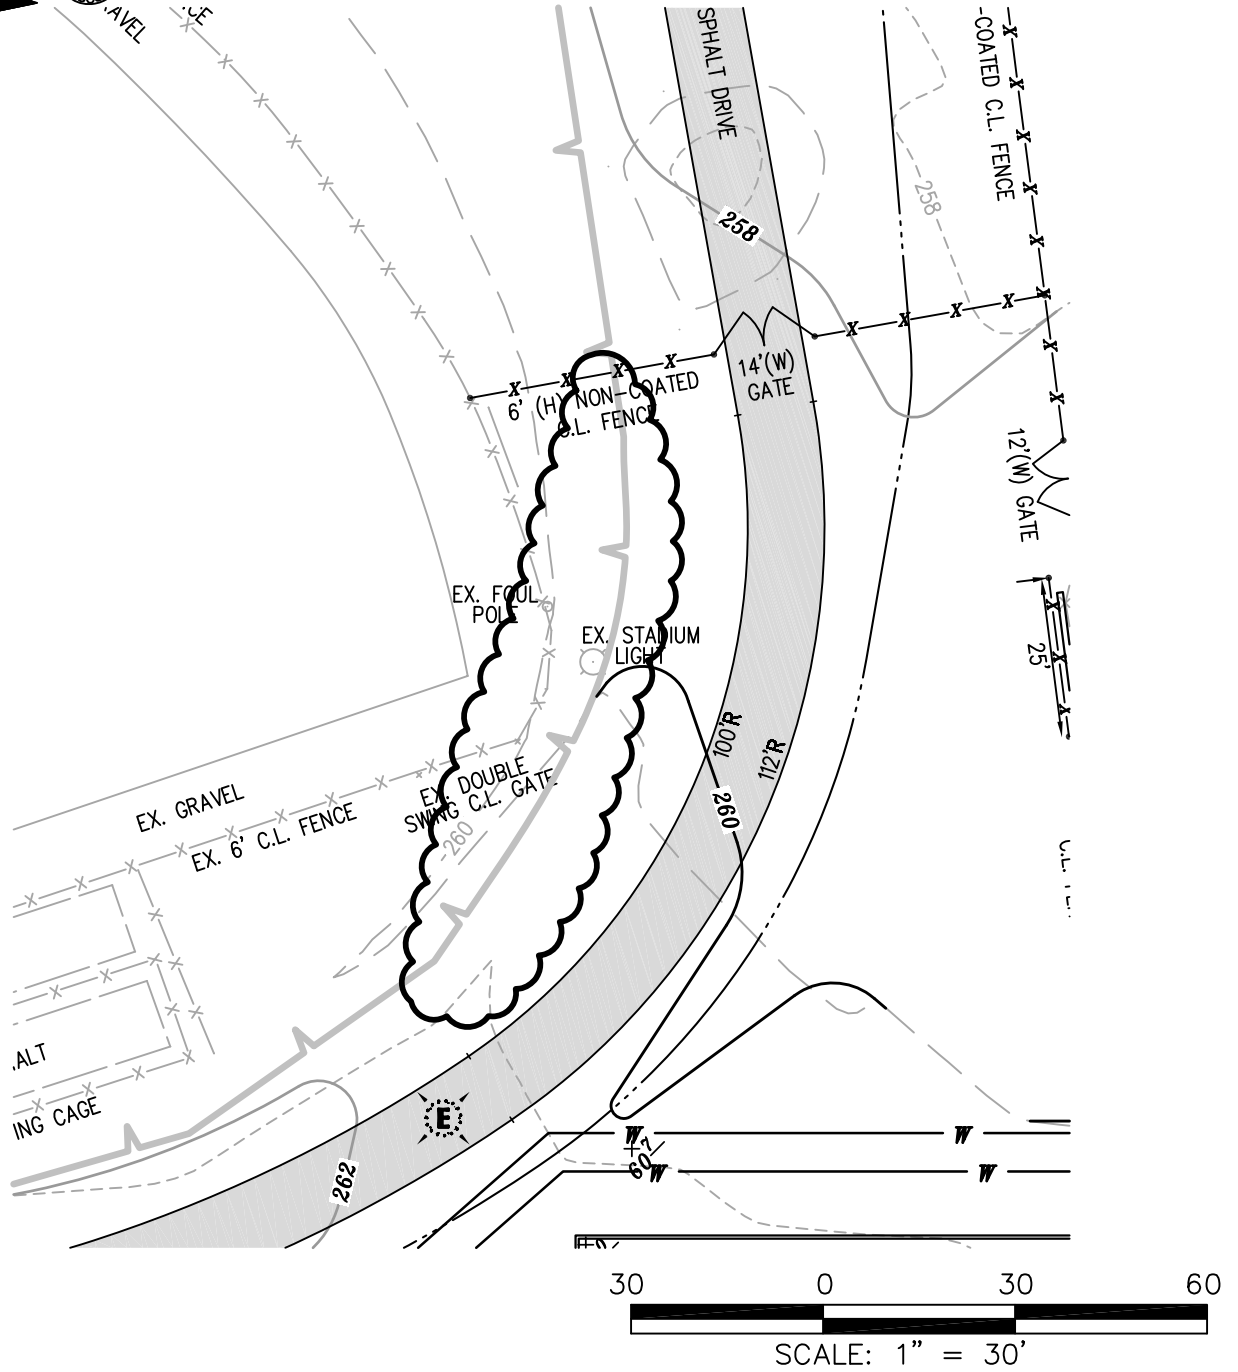 SPHALT DRIVE
-COATED C.L. FENCE
258
258
14'(W)
GATE
6' (H) NON-COATED
C.L. FENCE
12'(W) GATE
EX. FOUL
POLE
EX. STADIUM
LIGHT
25'
100'R
112'R
EX. DOUBLE
SWING C.L. GATE
260
260
EX. GRAVEL
EX. 6' C.L. FENCE
ING CAGE
E
262
W
W
W
W
60.7
30 0 30 60
SCALE: 1" = 30'